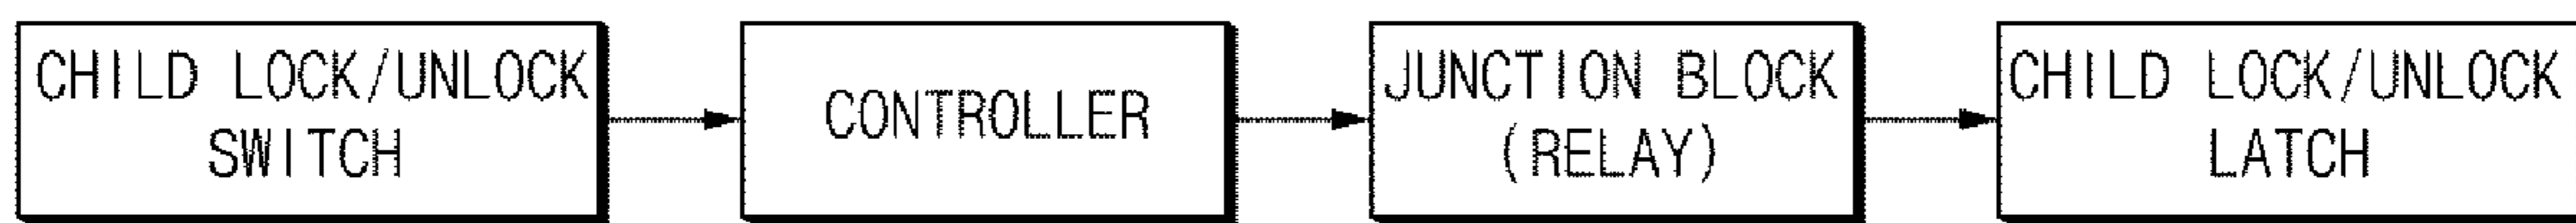 CHILD LOCK/UNLOCK
SWITCH
CONTROLLER
JUNCTION BLOCK
(RELAY)
CHILD LOCK/UNLOCK
LATCH